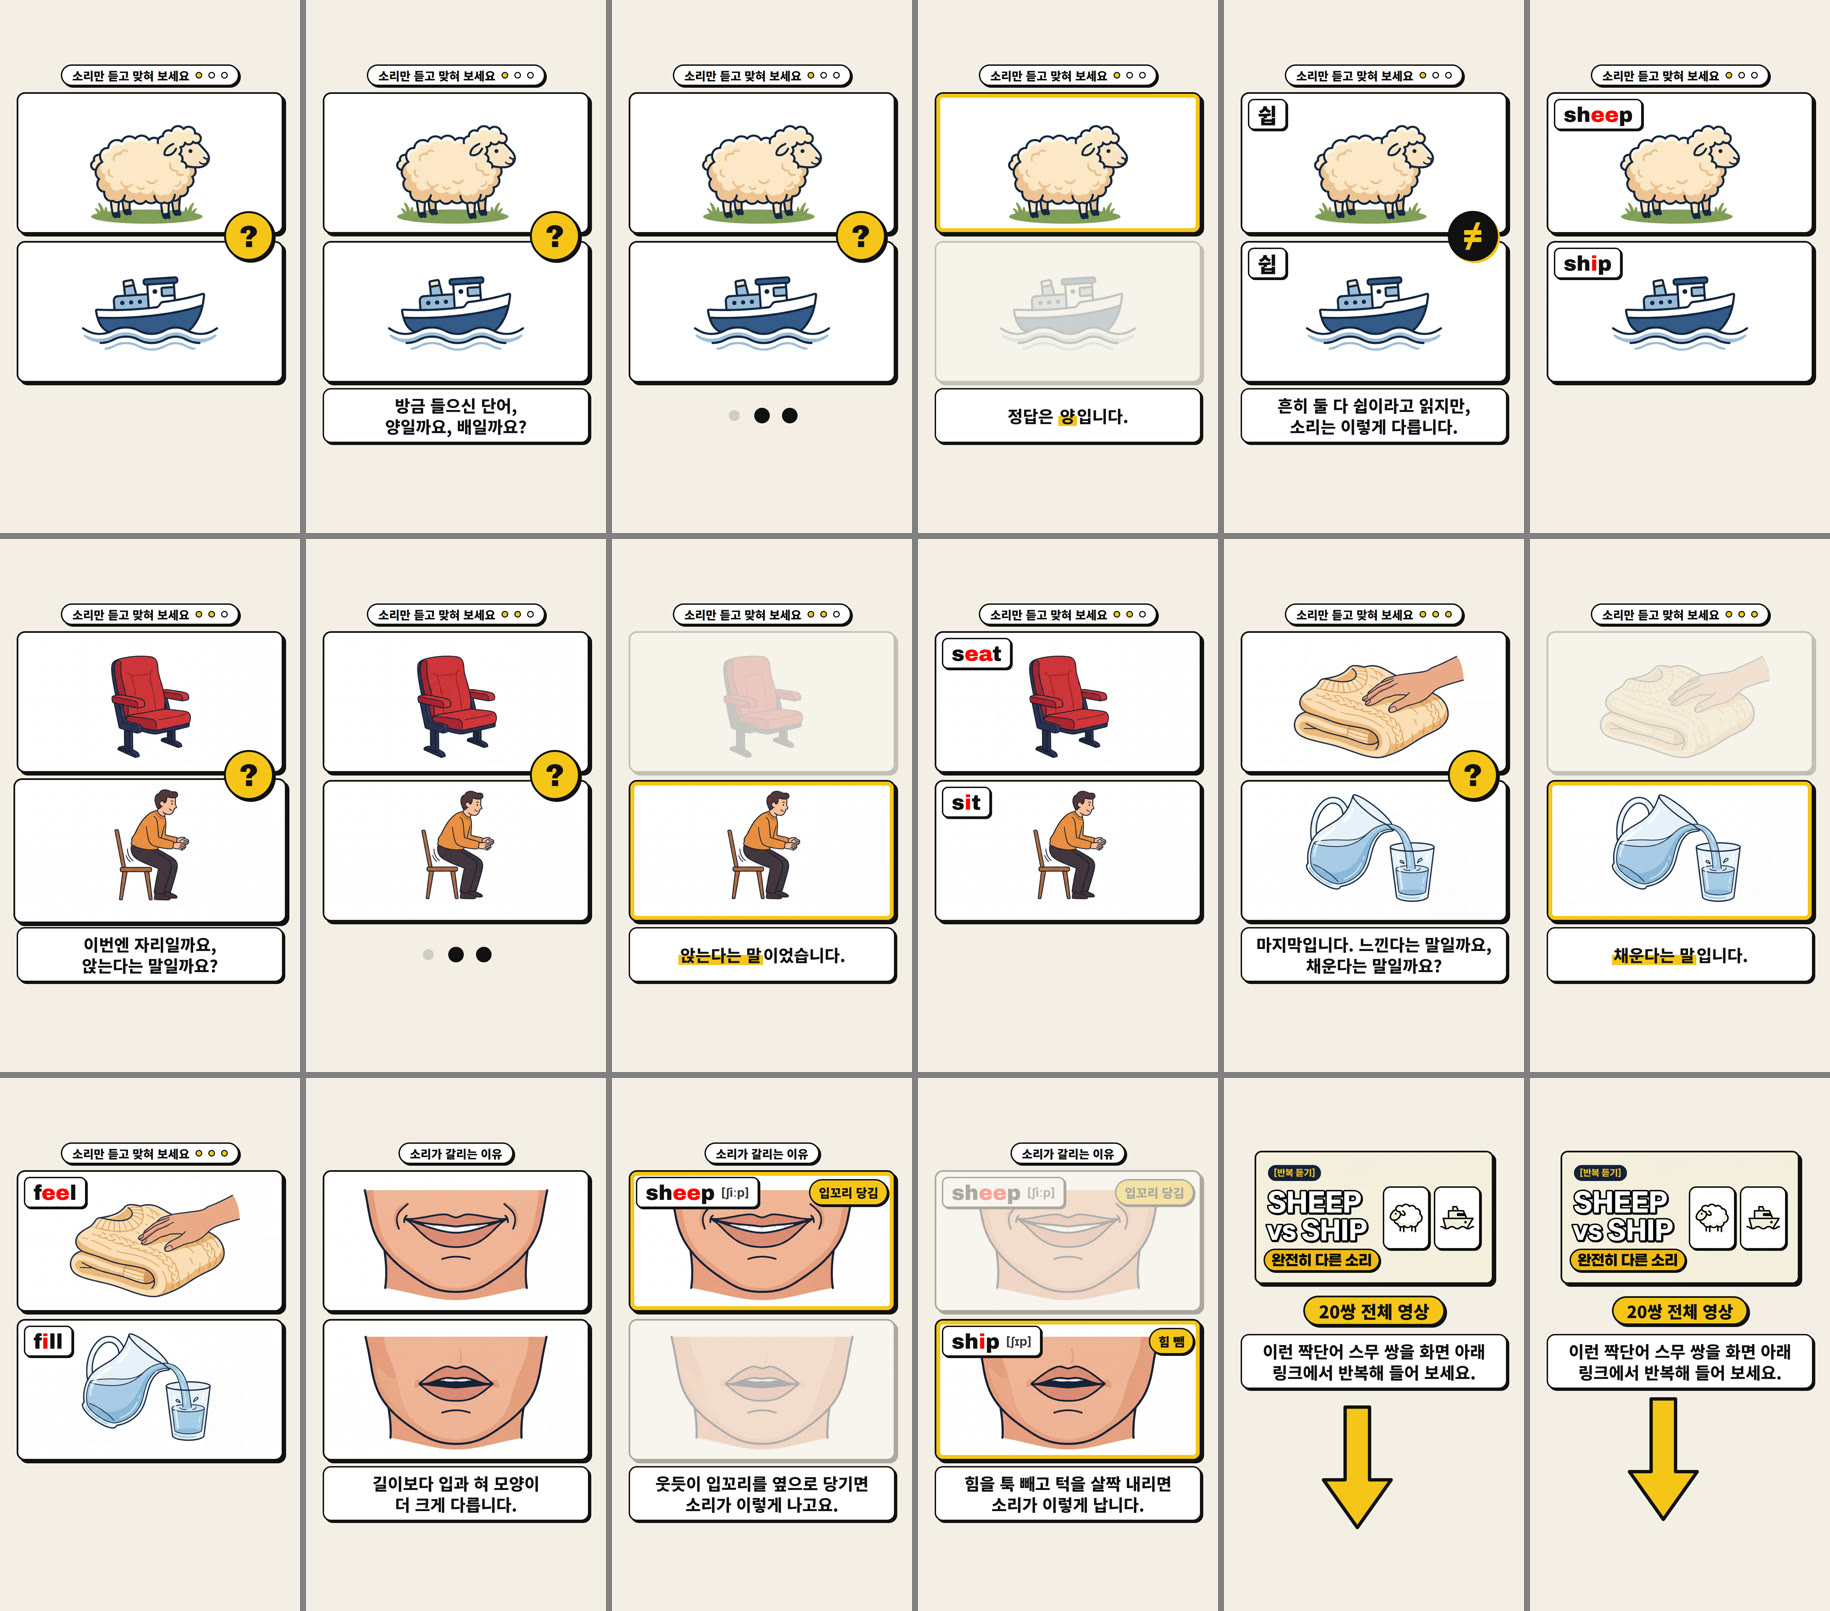 소리만 듣고 맞혀 보세요
?
소리만 듣고 맞혀 보세요
?
방금 들으신 단어,
양일까요, 배일까요?
소리만 듣고 맞혀 보세요
?
소리만 듣고 맞혀 보세요
정답은 양입니다.
소리만 듣고 맞혀 보세요
쉽
≠
쉽
흔히 둘 다 쉽이라고 읽지만,
소리는 이렇게 다릅니다.
소리만 듣고 맞혀 보세요
sheep
ship
소리만 듣고 맞혀 보세요
?
이번엔 자리일까요,
앉는다는 말일까요?
소리만 듣고 맞혀 보세요
?
소리만 듣고 맞혀 보세요
앉는다는 말이었습니다.
소리만 듣고 맞혀 보세요
seat
sit
소리만 듣고 맞혀 보세요
?
마지막입니다. 느낀다는 말일까요,
채운다는 말일까요?
소리만 듣고 맞혀 보세요
채운다는 말입니다.
소리만 듣고 맞혀 보세요
feel
fill
소리가 갈리는 이유
길이보다 입과 혀 모양이
더 크게 다릅니다.
소리가 갈리는 이유
sheep [ʃiːp] 입꼬리 당김
웃듯이 입꼬리를 옆으로 당기면
소리가 이렇게 나고요.
소리가 갈리는 이유
sheep [ʃiːp] 입꼬리 당김
ship [ʃɪp] 힘 뺌
힘을 툭 빼고 턱을 살짝 내리면
소리가 이렇게 납니다.
[반복 듣기]
SHEEP
vs SHIP
완전히 다른 소리
20쌍 전체 영상
이런 짝단어 스무 쌍을 화면 아래
링크에서 반복해 들어 보세요.
[반복 듣기]
SHEEP
vs SHIP
완전히 다른 소리
20쌍 전체 영상
이런 짝단어 스무 쌍을 화면 아래
링크에서 반복해 들어 보세요.